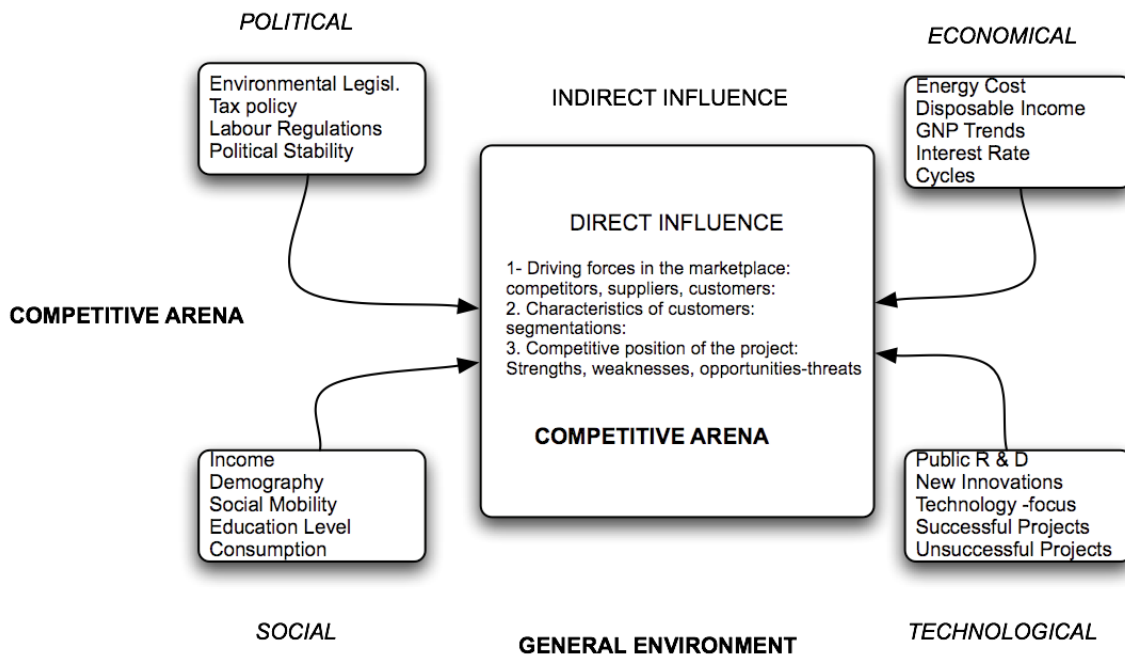 POLITICAL
ECONOMICAL
Environmental Legisl.
Tax policy
Labour Regulations
Political Stability
INDIRECT INFLUENCE
Energy Cost
Disposable Income
GNP Trends
Interest Rate
Cycles
DIRECT INFLUENCE
1- Driving forces in the marketplace:
competitors, suppliers, customers:
2. Characteristics of customers:
segmentations:
3. Competitive position of the project:
Strengths, weaknesses, opportunities-threats
COMPETITIVE ARENA
COMPETITIVE ARENA
Income
Demography
Social Mobility
Education Level
Consumption
Public R & D
New Innovations
Technology -focus
Successful Projects
Unsuccessful Projects
SOCIAL
GENERAL ENVIRONMENT
TECHNOLOGICAL